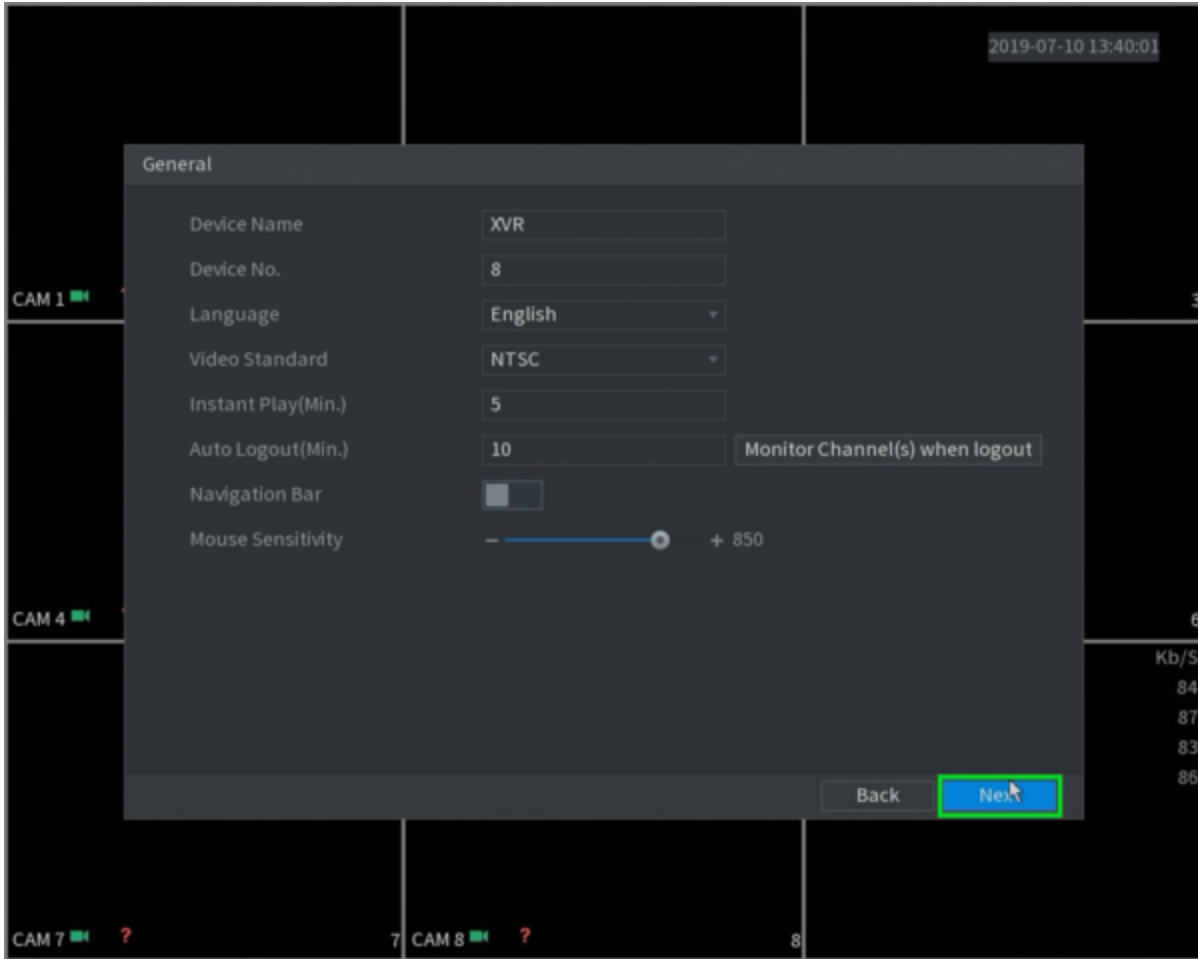 2019-07-10 13:40:01
General
Device Name XVR
Device No. 8
Language English
Video Standard NTSC
Instant Play(Min.) 5
Auto Logout(Min.) 10 Monitor Channel(s) when logout
Navigation Bar
Mouse Sensitivity - + 850
CAM 1 ? 3
CAM 4 6
Kb/S
84
87
83
86
Back Next
CAM 7 ? 7 CAM 8 ? 8